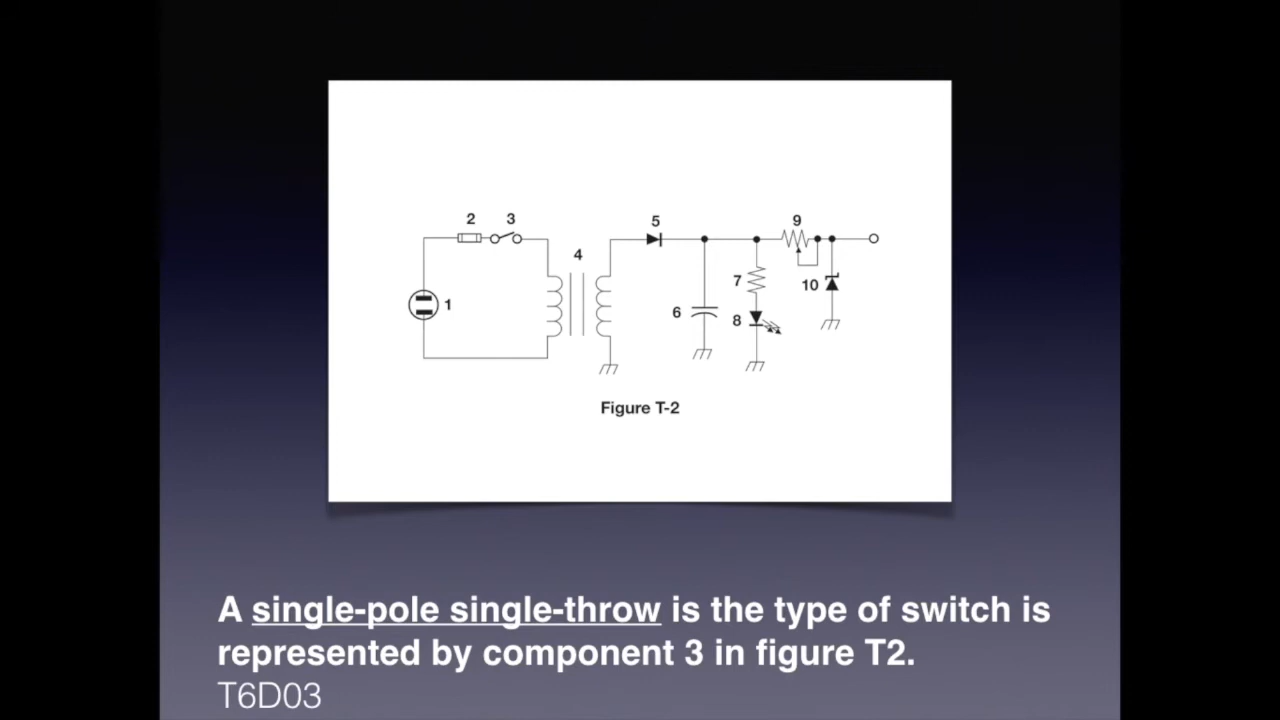 2 3 5 9
4
7 10
1 6 8
Figure T-2
A single-pole single-throw is the type of switch is
represented by component 3 in figure T2.
T6D03